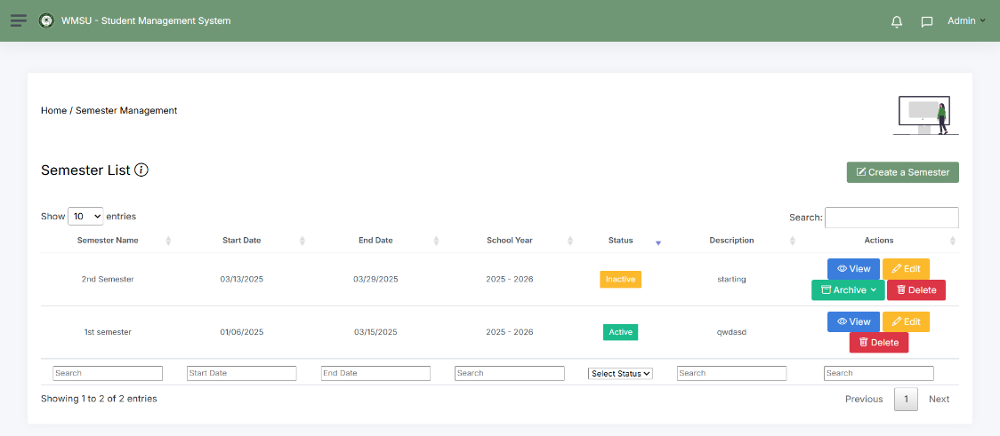 WMSU - Student Management System
Admin
Home / Semester Management
Semester List
Create a Semester
Show 10 entries
Search:
Semester Name Start Date End Date School Year Status Description Actions
2nd Semester 03/13/2025 03/29/2025 2025 - 2026 Inactive starting View Edit
Archive Delete
1st semester 01/06/2025 03/15/2025 2025 - 2026 Active qwdasd View Edit
Delete
Search Start Date End Date Search Select Status Search Search
Showing 1 to 2 of 2 entries
Previous 1 Next